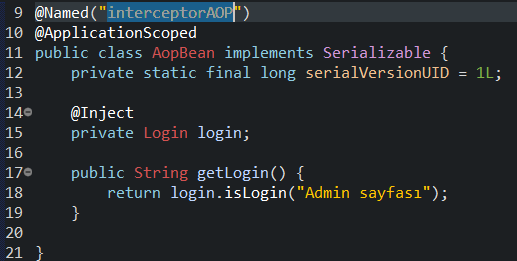 9 @Named("interceptorAOP")
10 @ApplicationScoped
11 public class AopBean implements Serializable {
12     private static final long serialVersionUID = 1L;
13
14     @Inject
15     private Login login;
16
17     public String getLogin() {
18         return login.isLogin("Admin sayfası");
19     }
20
21 }